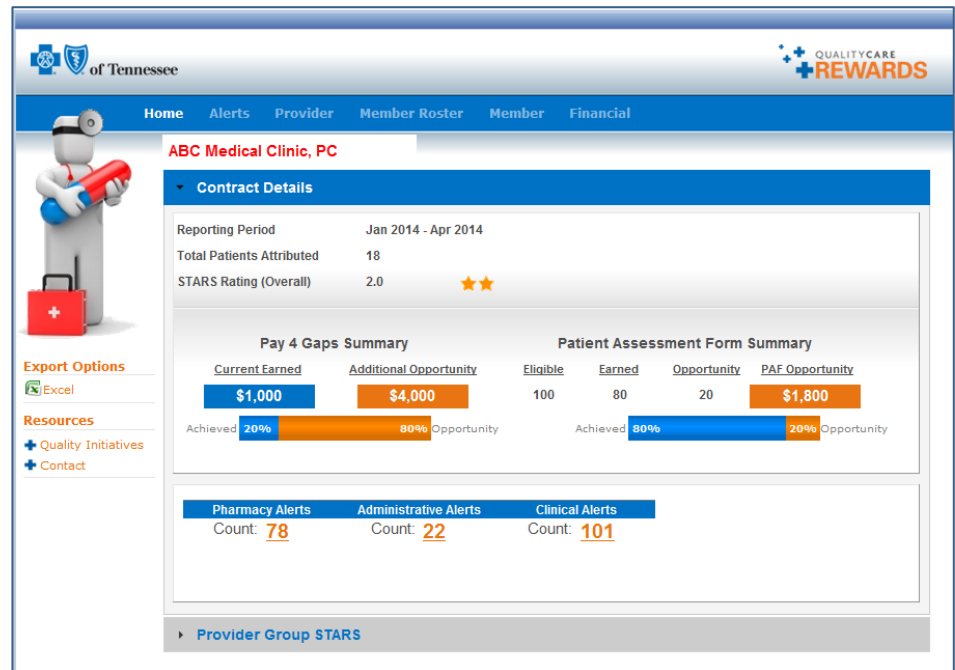 of Tennessee
QUALITYCARE
REWARDS
Home Alerts Provider Member Roster Member Financial
ABC Medical Clinic, PC
Contract Details
Reporting Period Jan 2014 - Apr 2014
Total Patients Attributed 18
STARS Rating (Overall) 2.0
Pay 4 Gaps Summary Patient Assessment Form Summary
Current Earned Additional Opportunity Eligible Earned Opportunity PAF Opportunity
$1,000 $4,000 100 80 20 $1,800
Achieved 20% 80% Opportunity Achieved 80% 20% Opportunity
Export Options
Excel
Resources
Quality Initiatives
Contact
Pharmacy Alerts Administrative Alerts Clinical Alerts
Count: 78 Count: 22 Count: 101
Provider Group STARS